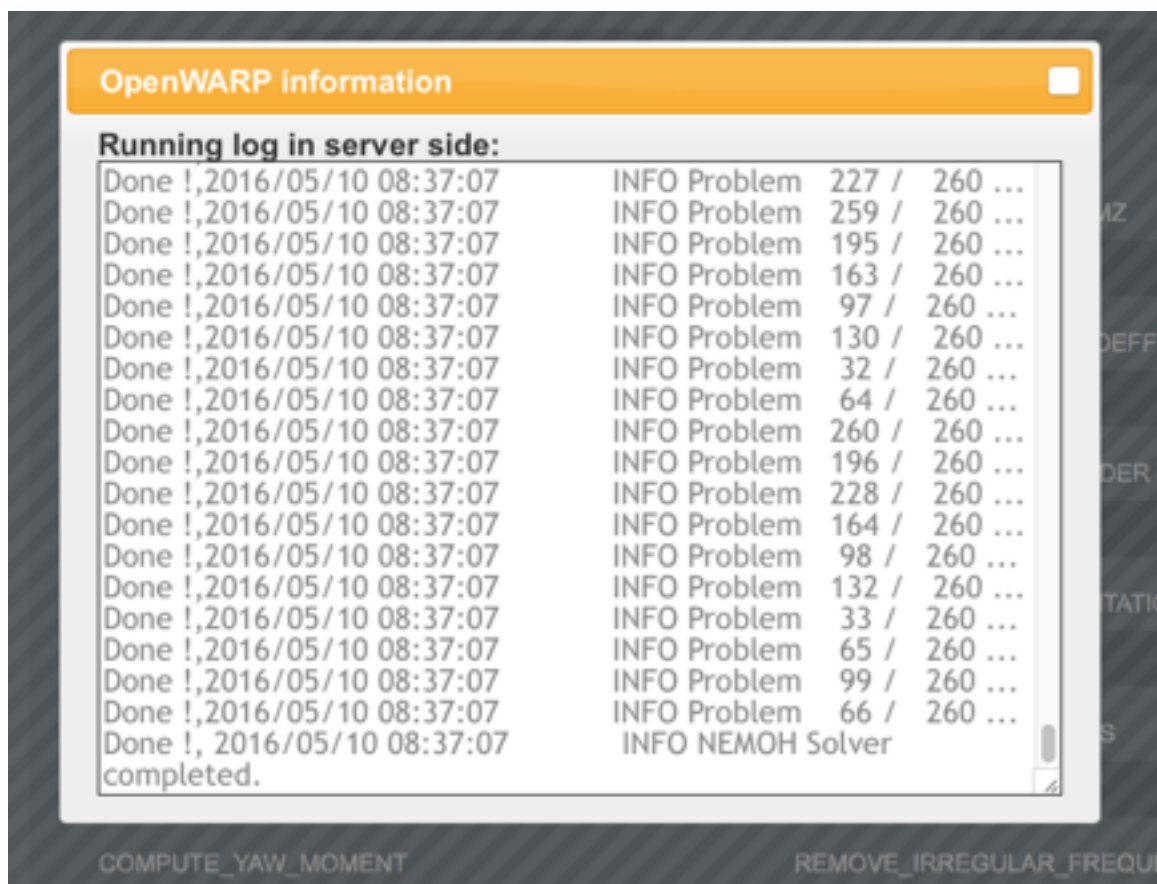 OpenWARP information
Running log in server side:
Done !,2016/05/10 08:37:07 INFO Problem 227 / 260 ...
Done !,2016/05/10 08:37:07 INFO Problem 259 / 260 ...
Done !,2016/05/10 08:37:07 INFO Problem 195 / 260 ...
Done !,2016/05/10 08:37:07 INFO Problem 163 / 260 ...
Done !,2016/05/10 08:37:07 INFO Problem 97 / 260 ...
Done !,2016/05/10 08:37:07 INFO Problem 130 / 260 ...
Done !,2016/05/10 08:37:07 INFO Problem 32 / 260 ...
Done !,2016/05/10 08:37:07 INFO Problem 64 / 260 ...
Done !,2016/05/10 08:37:07 INFO Problem 260 / 260 ...
Done !,2016/05/10 08:37:07 INFO Problem 196 / 260 ...
Done !,2016/05/10 08:37:07 INFO Problem 228 / 260 ...
Done !,2016/05/10 08:37:07 INFO Problem 164 / 260 ...
Done !,2016/05/10 08:37:07 INFO Problem 98 / 260 ...
Done !,2016/05/10 08:37:07 INFO Problem 132 / 260 ...
Done !,2016/05/10 08:37:07 INFO Problem 33 / 260 ...
Done !,2016/05/10 08:37:07 INFO Problem 65 / 260 ...
Done !,2016/05/10 08:37:07 INFO Problem 99 / 260 ...
Done !,2016/05/10 08:37:07 INFO Problem 66 / 260 ...
Done !, 2016/05/10 08:37:07 INFO NEMOH Solver
completed.
MZ
OEFF
DER
TATIO
S
COMPUTE_YAW_MOMENT REMOVE_IRREGULAR_FREQU